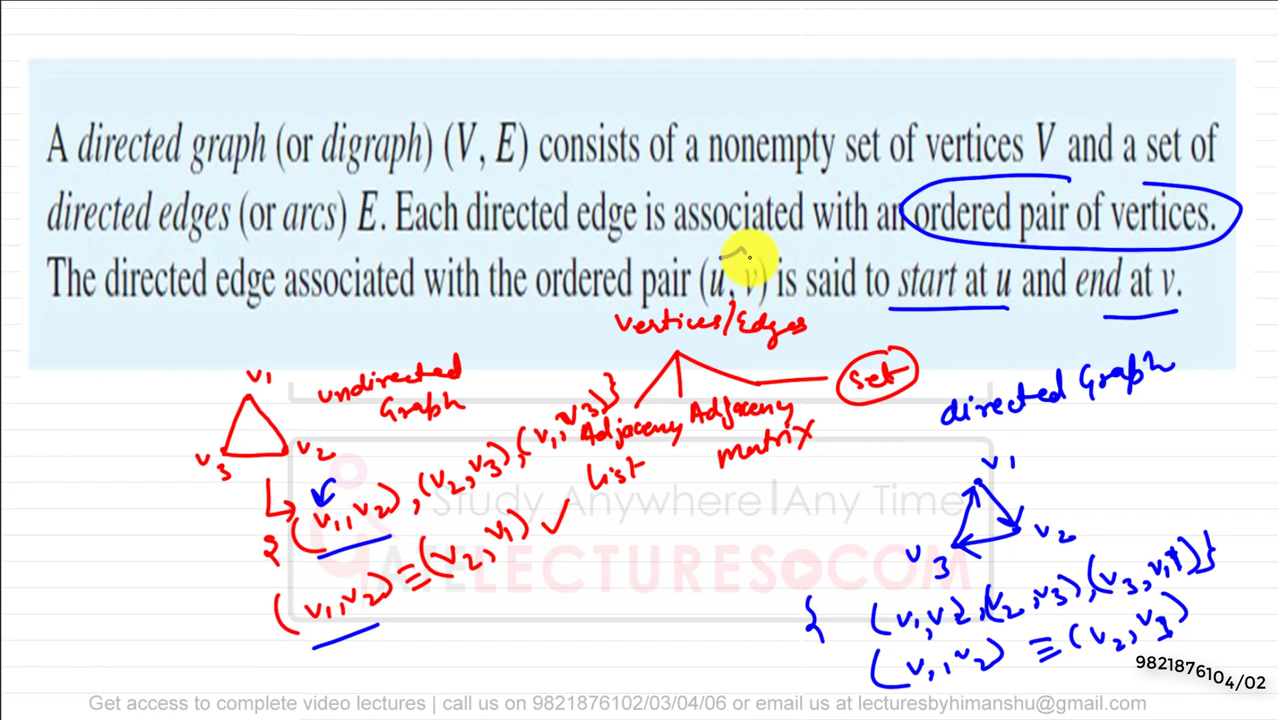 A directed graph (or digraph) (V, E) consists of a nonempty set of vertices V and a set of
directed edges (or arcs) E. Each directed edge is associated with an ordered pair of vertices.
The directed edge associated with the ordered pair (u, v) is said to start at u and end at v.
Vertices/Edges
set
Adjacency list
Adjacency matrix
undirected Graph
v1
v3
v2
{(v1,v2),(v2,v3),(v1,v3)}
(v1,v2) ≡ (v2,v1) ✓
directed Graph
v1
v2
v3
{ (v1,v2,(v2,v3),(v3,v1)}
(v1,v2) ≡ (v2,v3)
Study Anywhere Any Time
LECTURES
9821876104/02
Get access to complete video lectures | call us on 9821876102/03/04/06 or email us at lecturesbyhimanshu@gmail.com